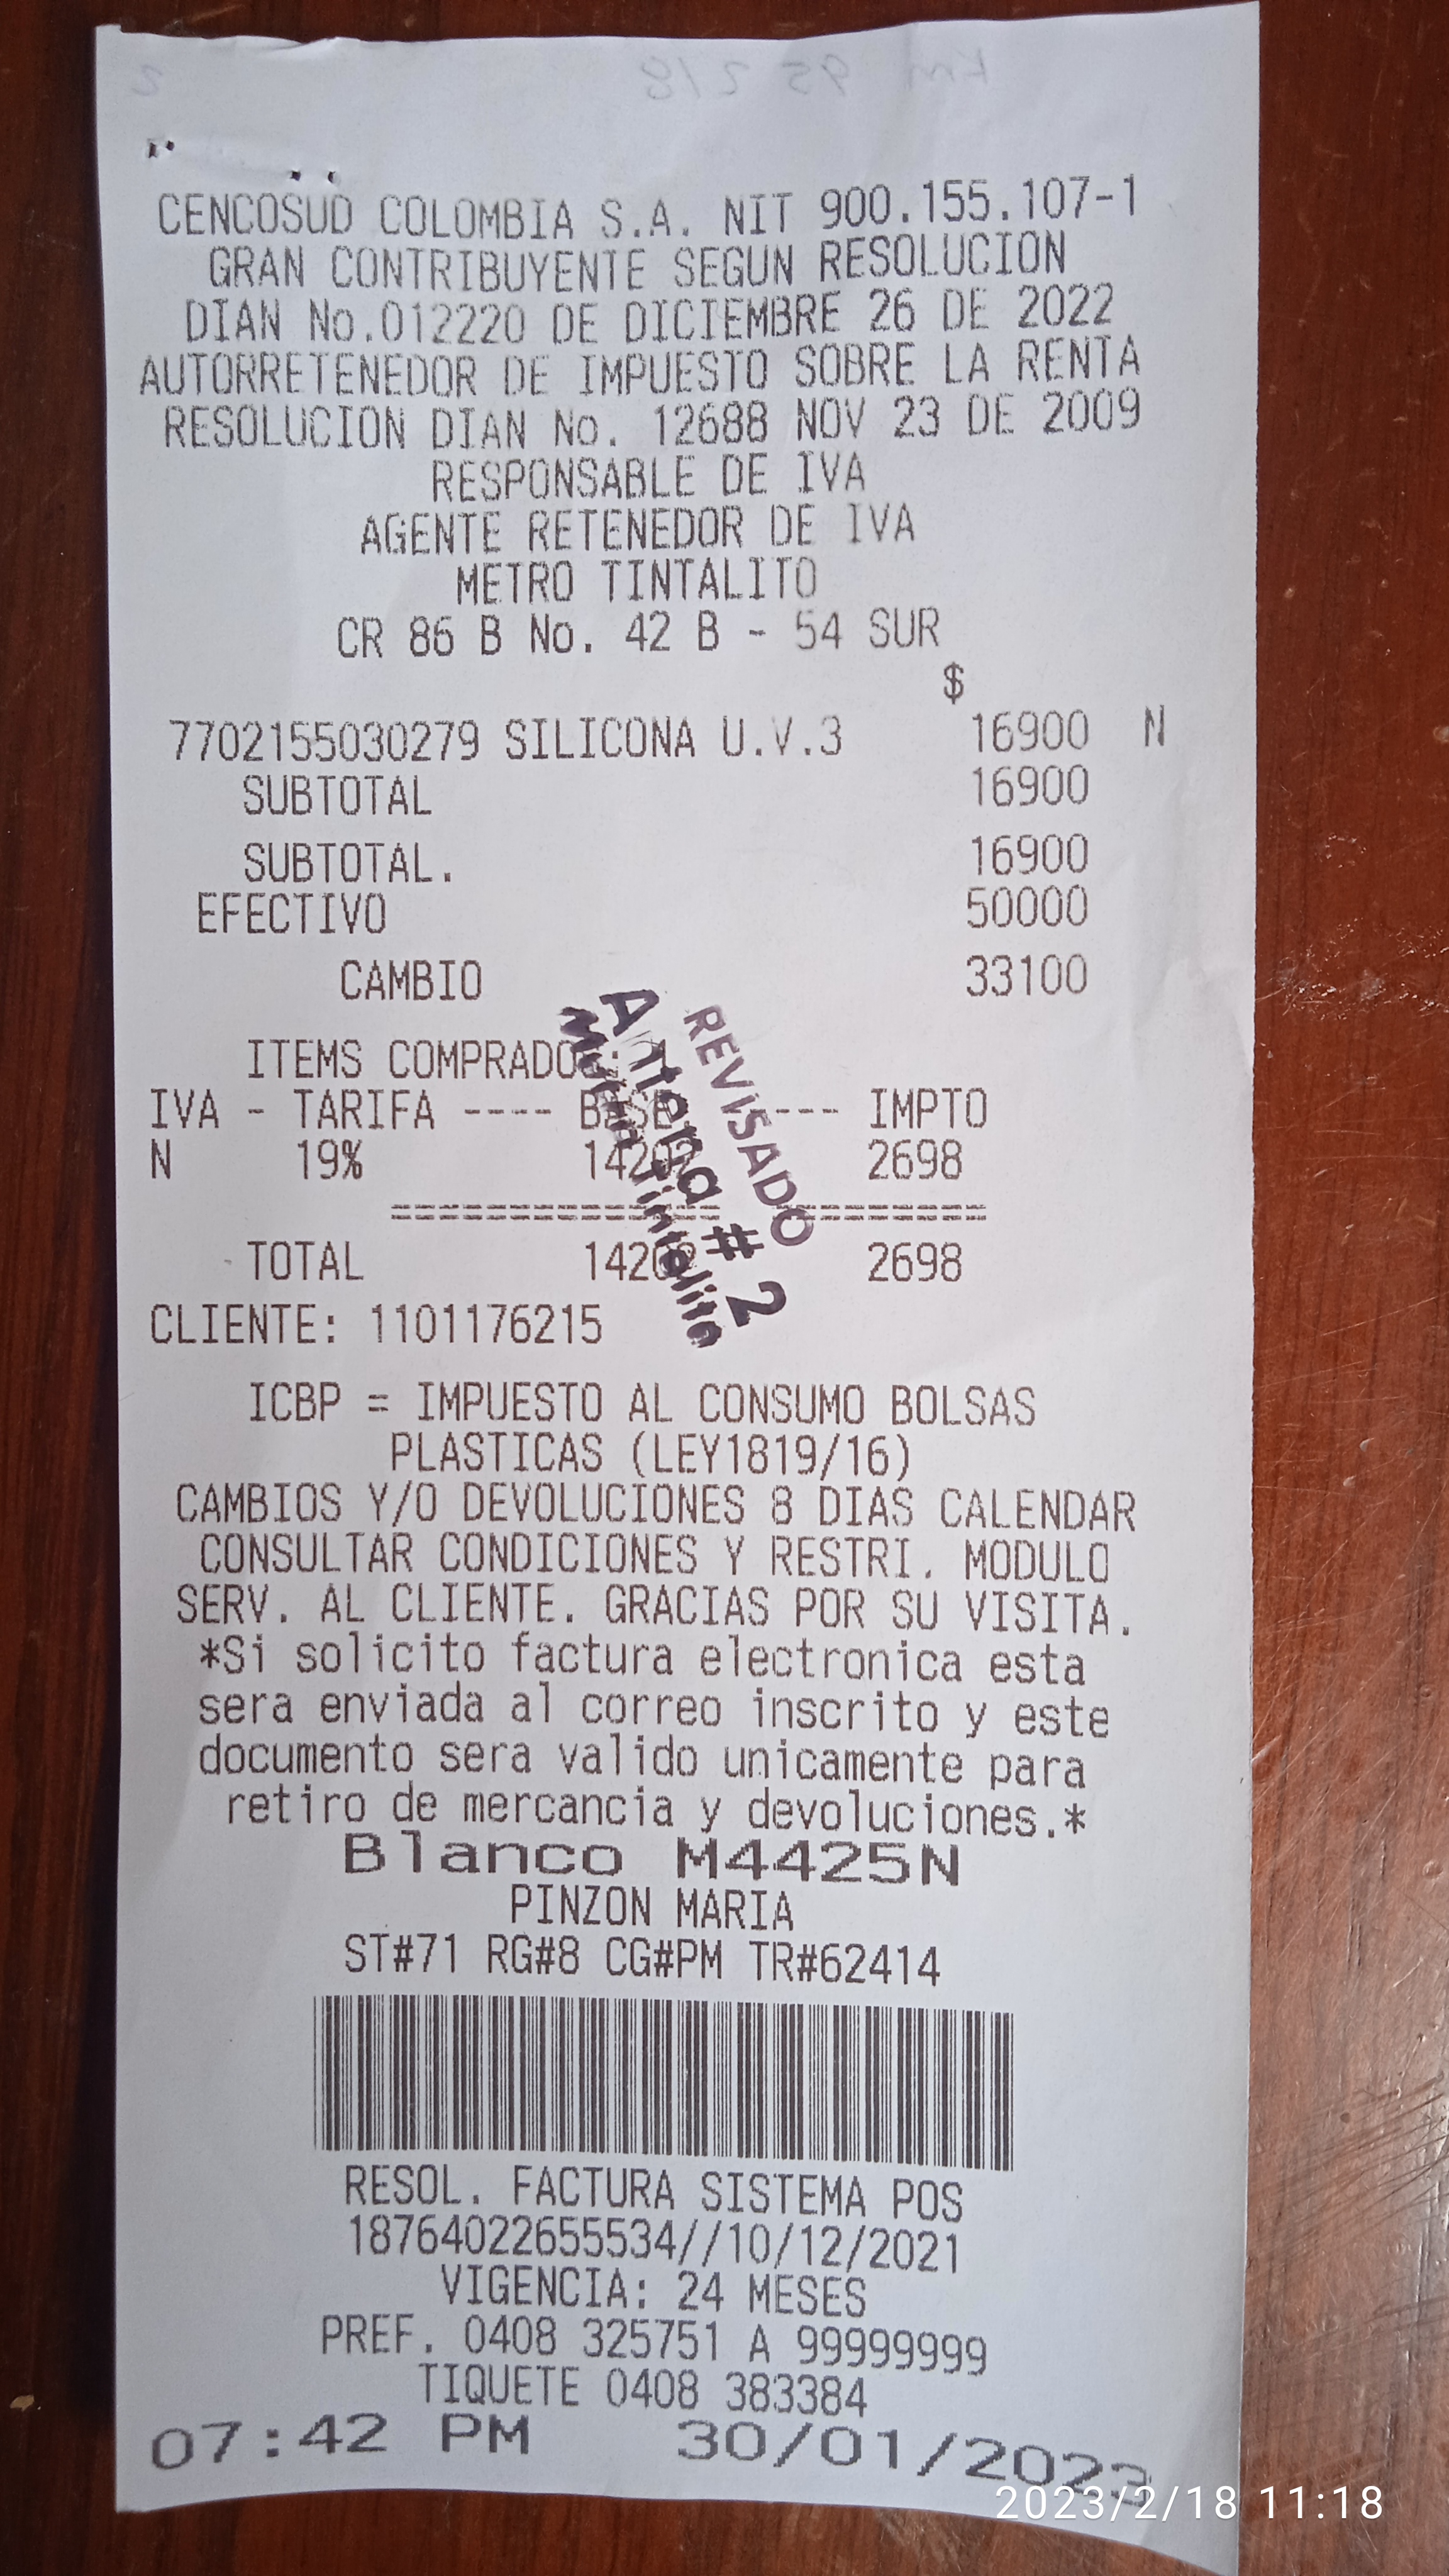 CENCOSUD COLOMBIA S.A. NIT 900.155.107-1
GRAN CONTRIBUYENTE SEGUN RESOLUCION
DIAN No.012220 DE DICIEMBRE 26 DE 2022
AUTORRETENEDOR DE IMPUESTO SOBRE LA RENTA
RESOLUCION DIAN No. 12688 NOV 23 DE 2009
RESPONSABLE DE IVA
AGENTE RETENEDOR DE IVA
METRO TINTALITO
CR 86 B No. 42 B - 54 SUR
$
7702155030279 SILICONA U.V.3 16900 N
SUBTOTAL 16900
SUBTOTAL. 16900
EFECTIVO 50000
CAMBIO 33100
ITEMS COMPRADOS:
IVA - TARIFA ---- BASE ---- IMPTO
N 19% 14202 2698
=======================
TOTAL 14202 2698
REVISADO
Antena # 2
CLIENTE: 1101176215
ICBP = IMPUESTO AL CONSUMO BOLSAS
PLASTICAS (LEY1819/16)
CAMBIOS Y/O DEVOLUCIONES 8 DIAS CALENDAR
CONSULTAR CONDICIONES Y RESTRI. MODULO
SERV. AL CLIENTE. GRACIAS POR SU VISITA.
*Si solicito factura electronica esta
sera enviada al correo inscrito y este
documento sera valido unicamente para
retiro de mercancia y devoluciones.*
Blanco M4425N
PINZON MARIA
ST#71 RG#8 CG#PM TR#62414
RESOL. FACTURA SISTEMA POS
18764022655534//10/12/2021
VIGENCIA: 24 MESES
PREF. 0408 325751 A 99999999
TIQUETE 0408 383384
07:42 PM 30/01/2023
2023/2/18 11:18